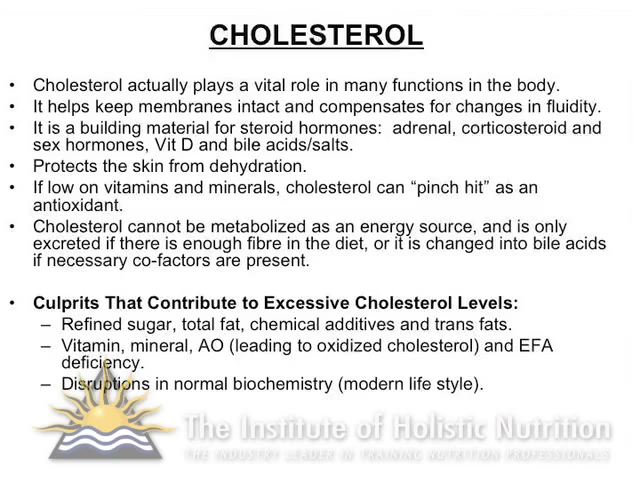 CHOLESTEROL
• Cholesterol actually plays a vital role in many functions in the body.
• It helps keep membranes intact and compensates for changes in fluidity.
• It is a building material for steroid hormones: adrenal, corticosteroid and
sex hormones, Vit D and bile acids/salts.
• Protects the skin from dehydration.
• If low on vitamins and minerals, cholesterol can “pinch hit” as an
antioxidant.
• Cholesterol cannot be metabolized as an energy source, and is only
excreted if there is enough fibre in the diet, or it is changed into bile acids
if necessary co-factors are present.
• Culprits That Contribute to Excessive Cholesterol Levels:
– Refined sugar, total fat, chemical additives and trans fats.
– Vitamin, mineral, AO (leading to oxidized cholesterol) and EFA
deficiency.
– Disruptions in normal biochemistry (modern life style).
The Institute of Holistic Nutrition
THE INDUSTRY LEADER IN TRAINING NUTRITION PROFESSIONALS